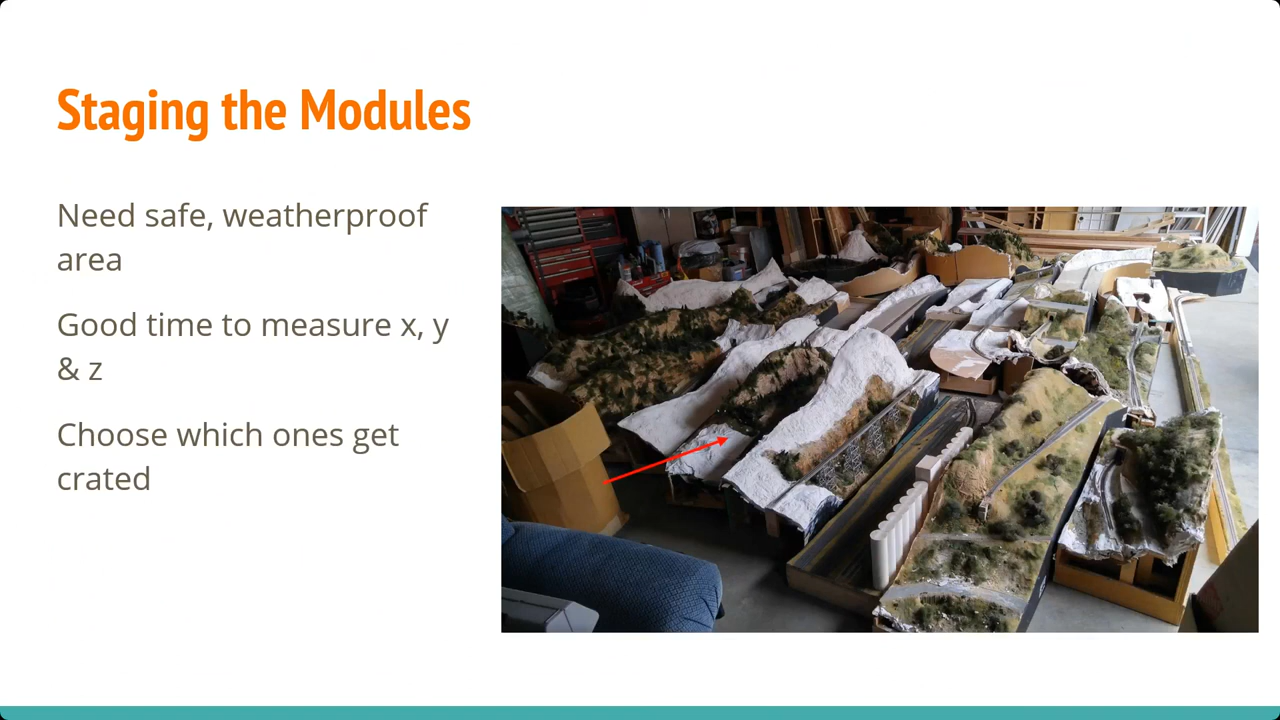 Staging the Modules
Need safe, weatherproof
area
Good time to measure x, y
& z
Choose which ones get
crated